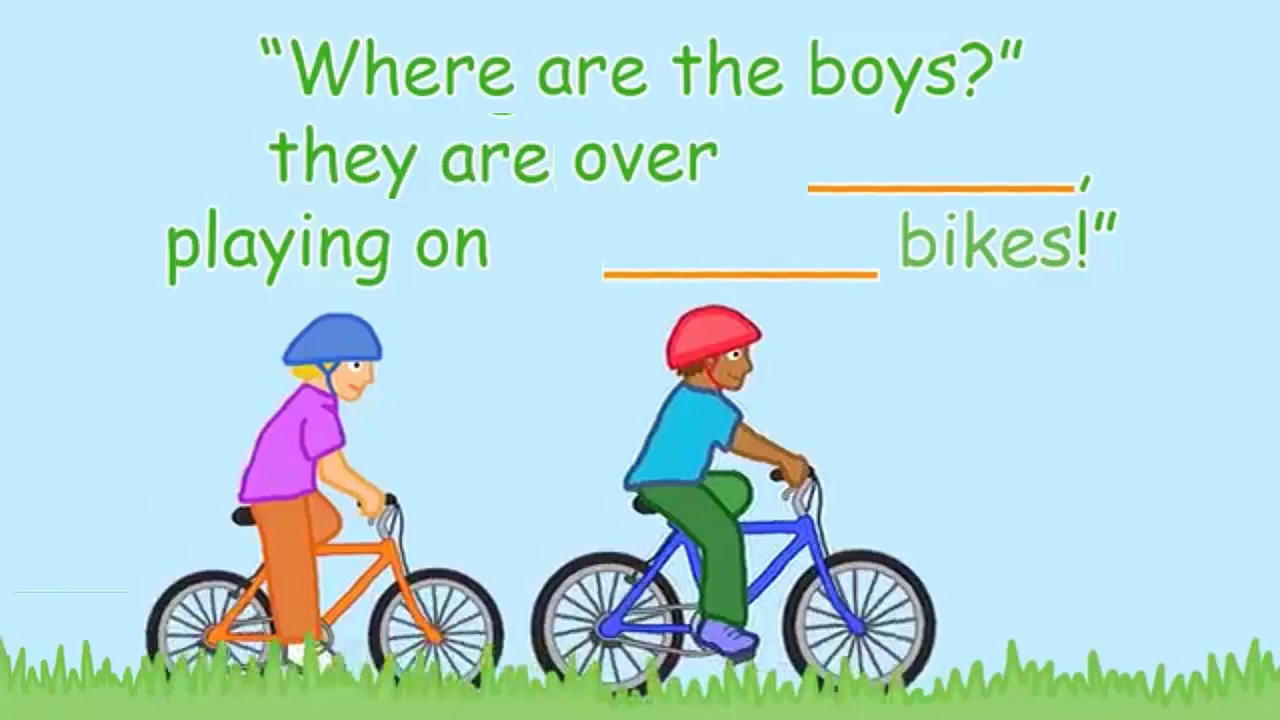 “Where are the boys?”
they are over ________,
playing on ________ bikes!”